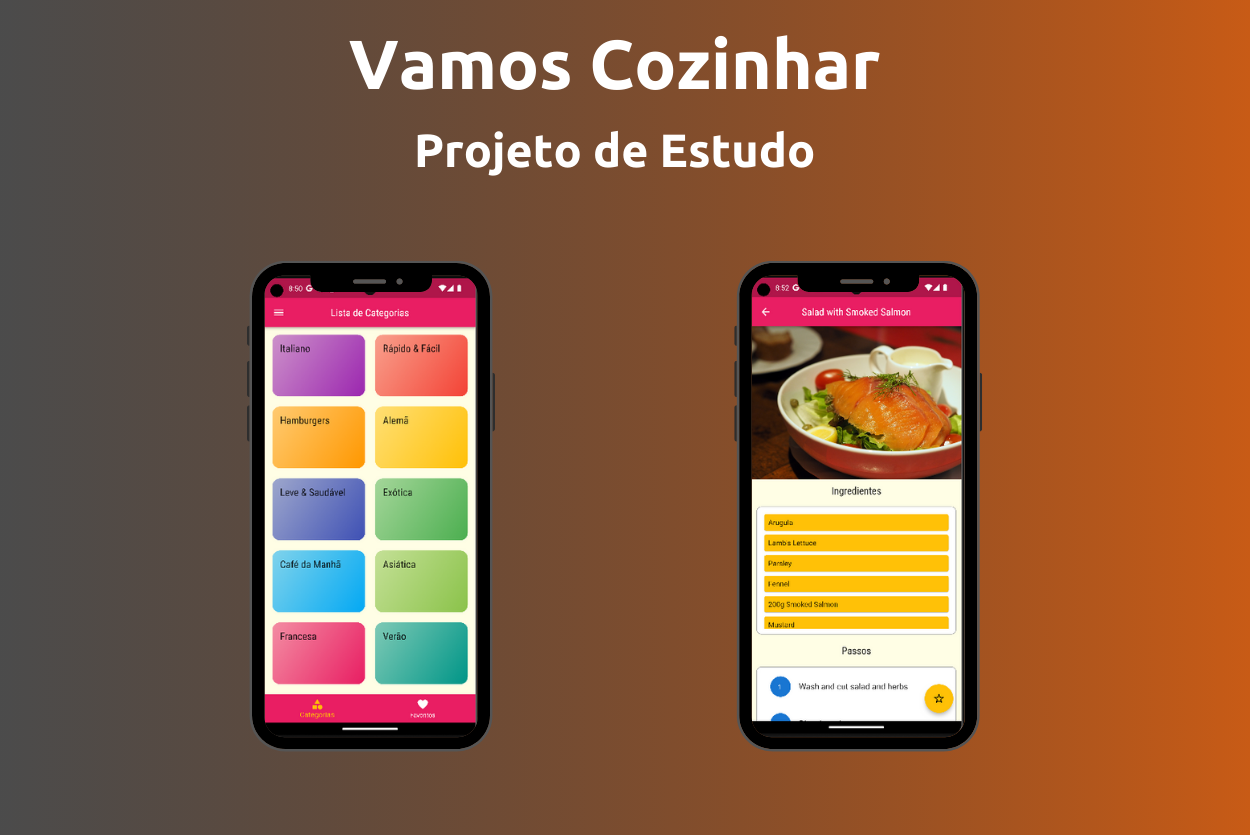 Vamos Cozinhar
Projeto de Estudo
8:50 G
Lista de Categorias
Italiano
Rápido & Fácil
Hamburgers
Alemã
Leve & Saudável
Exótica
Café da Manhã
Asiática
Francesa
Verão
Categorias
Favoritos
8:52 G
Salad with Smoked Salmon
Ingredientes
Arugula
Lambs Lettuce
Parsley
Fennel
200g Smoked Salmon
Mustard
Passos
1 Wash and cut salad and herbs